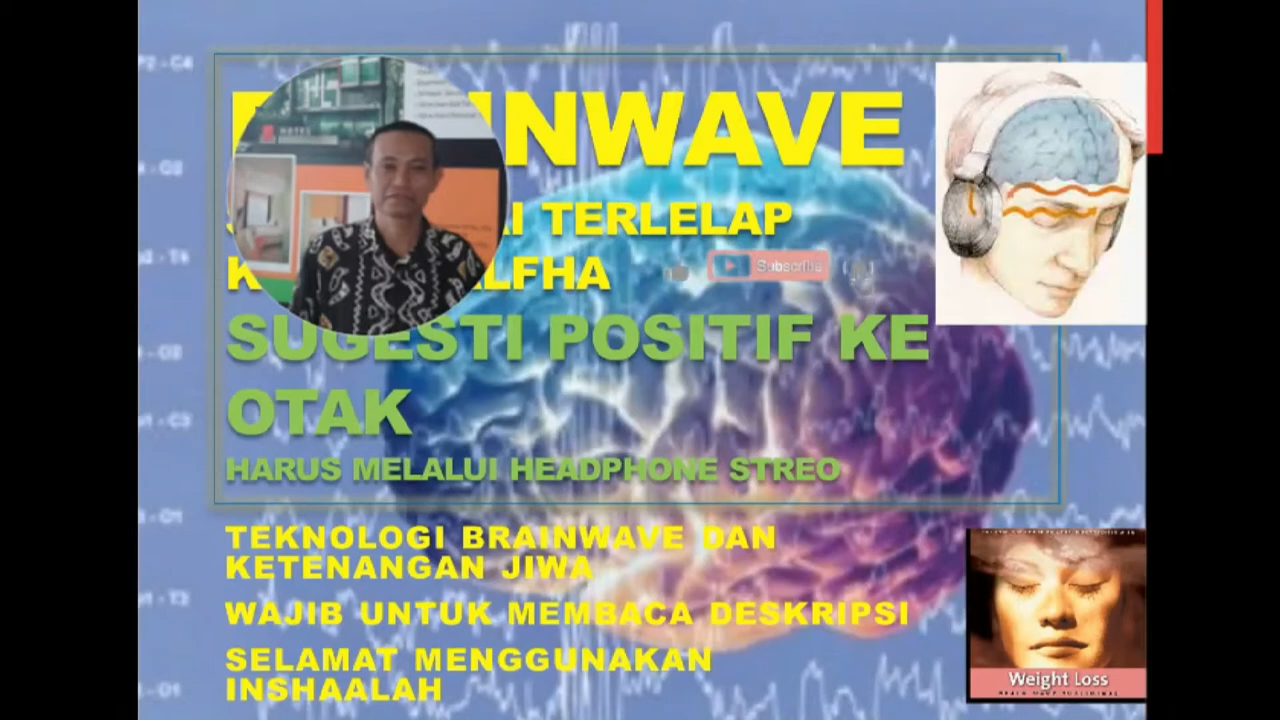 INWAVE
I TERLELAP
K LFHA
Subscribe
SUGESTI POSITIF KE
OTAK
HARUS MELALUI HEADPHONE STREO
TEKNOLOGI BRAINWAVE DAN
KETENANGAN JIWA
WAJIB UNTUK MEMBACA DESKRIPSI
SELAMAT MENGGUNAKAN
INSHAALAH
Weight Loss